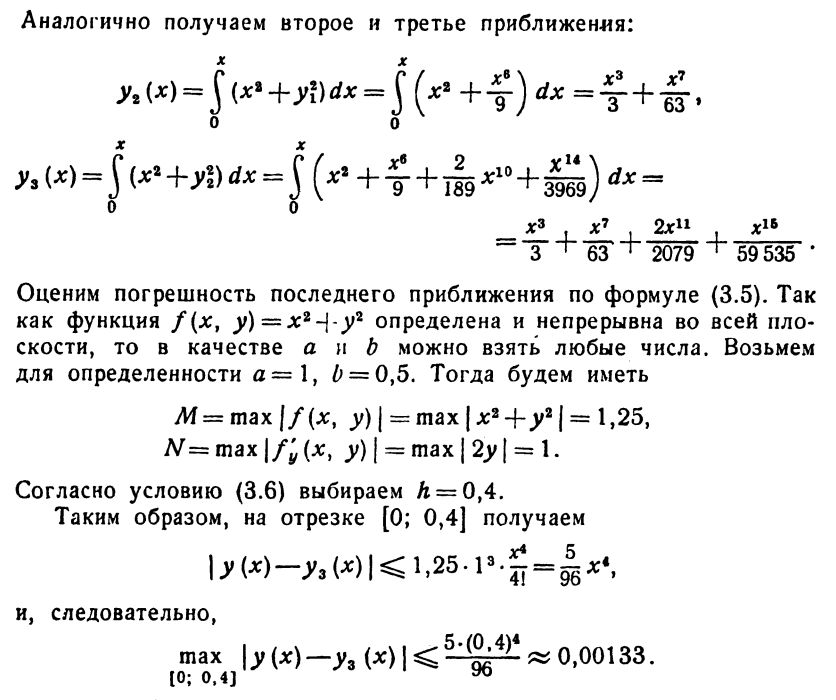 Аналогично получаем второе и третье приближения:
y₂(x) = ∫₀ˣ (x² + y₁²) dx = ∫₀ˣ (x² + x⁶/9) dx = x³/3 + x⁷/63,
y₃(x) = ∫₀ˣ (x² + y₂²) dx = ∫₀ˣ (x² + x⁶/9 + 2/189 x¹⁰ + x¹⁴/3969) dx =
= x³/3 + x⁷/63 + 2x¹¹/2079 + x¹⁵/59 535 .
Оценим погрешность последнего приближения по формуле (3.5). Так
как функция f (x, y) = x² + y² определена и непрерывна во всей пло-
скости, то в качестве a и b можно взять любые числа. Возьмем
для определенности a = 1, b = 0,5. Тогда будем иметь
M = max | f (x, y) | = max | x² + y² | = 1,25,
N = max | f′ᵧ (x, y) | = max | 2y | = 1.
Согласно условию (3.6) выбираем h = 0,4.
Таким образом, на отрезке [0; 0,4] получаем
| y (x) — y₃ (x) | ⩽ 1,25 · 1³ · x⁴/4! = 5/96 x⁴,
и, следовательно,
max [0; 0,4] | y (x) — y₃ (x) | ⩽ 5·(0,4)⁴/96 ≈ 0,00133.